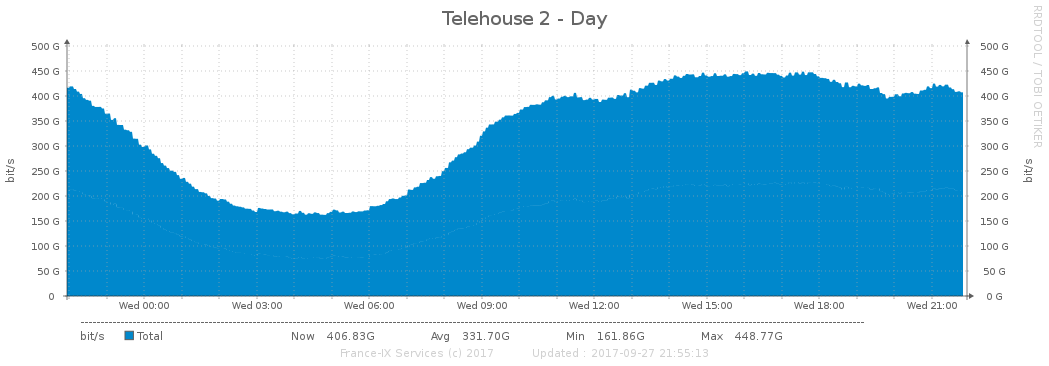 Telehouse 2 - Day
RRDTOOL / TOBI OETIKER
bit/s
500 G 500 G
450 G 450 G
400 G 400 G
350 G 350 G
300 G 300 G
250 G 250 G
200 G 200 G
150 G 150 G
100 G 100 G
50 G 50 G
0 0 G
bit/s
Wed 00:00 Wed 03:00 Wed 06:00 Wed 09:00 Wed 12:00 Wed 15:00 Wed 18:00 Wed 21:00
bit/s Total Now 406.83G Avg 331.70G Min 161.86G Max 448.77G
France-IX Services (c) 2017 Updated : 2017-09-27 21:55:13